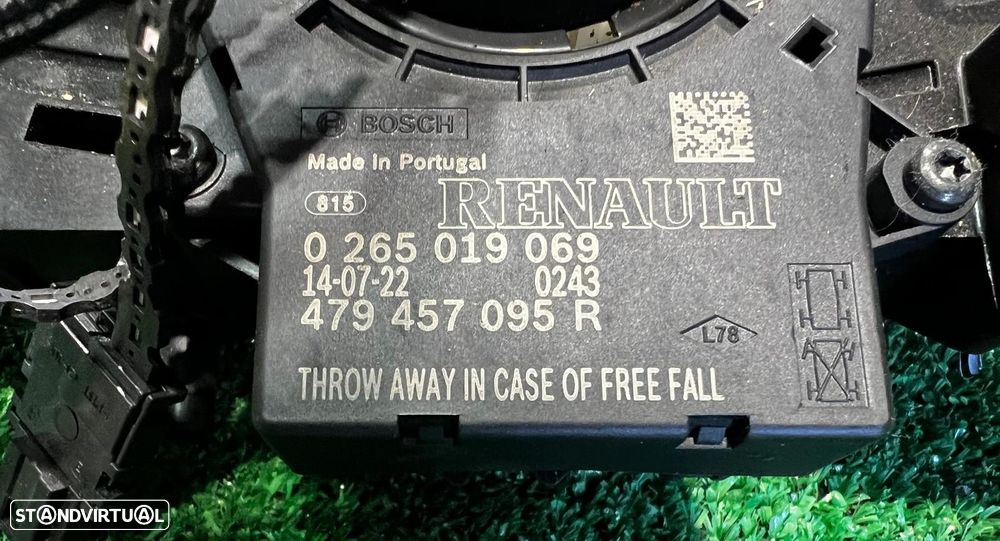 BOSCH
Made in Portugal
815
RENAULT
0 265 019 069
14-07-22 0243
479 457 095 R
L78
THROW AWAY IN CASE OF FREE FALL
STANDVIRTUAL